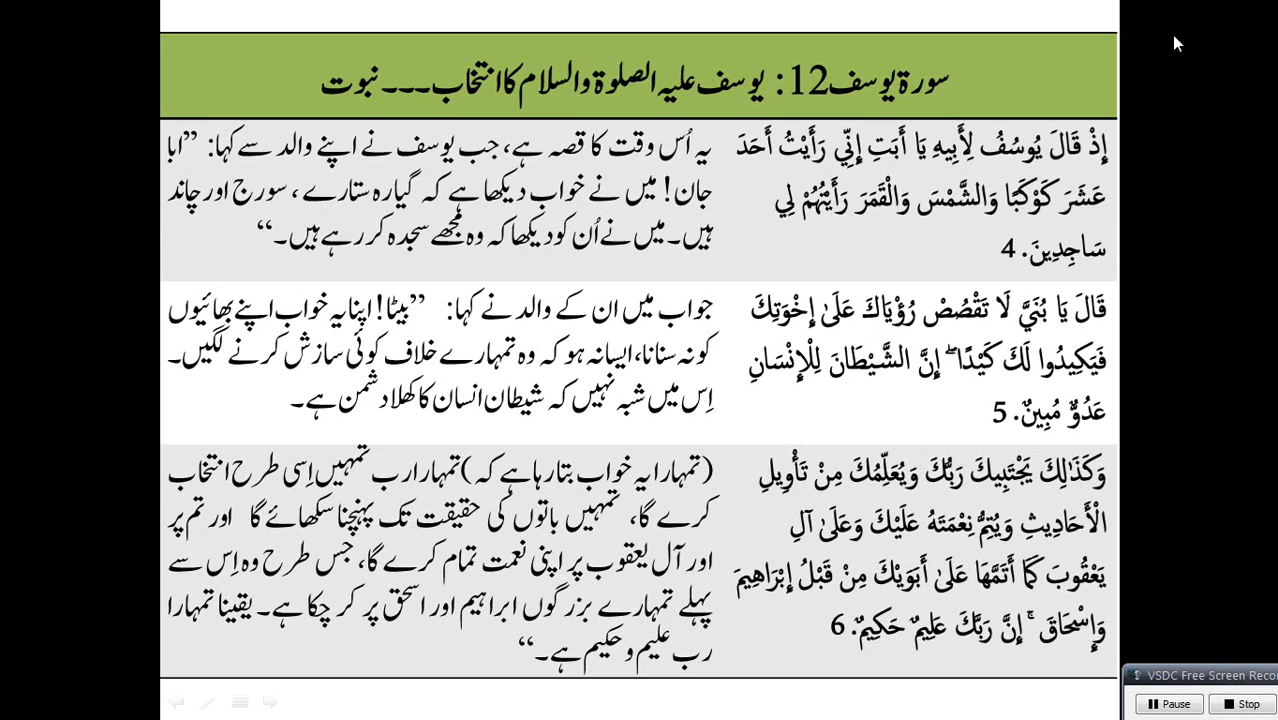 سورۃ یوسف 12: یوسف علیہ الصلوۃ والسلام کا انتخاب۔۔۔ نبوت
إِذْ قَالَ يُوسُفُ لِأَبِيهِ يَا أَبَتِ إِنِّي رَأَيْتُ أَحَدَ
عَشَرَ كَوْكَبًا وَالشَّمْسَ وَالْقَمَرَ رَأَيْتُهُمْ لِي
سَاجِدِينَ. 4
یہ اُس وقت کا قصہ ہے، جب یوسف نے اپنے والد سے کہا: ’’ابا
جان! میں نے خواب دیکھا ہے کہ گیارہ ستارے، سورج اور چاند
ہیں۔ میں نے اُن کو دیکھا کہ وہ مجھے سجدہ کر رہے ہیں۔‘‘
قَالَ يَا بُنَيَّ لَا تَقْصُصْ رُؤْيَاكَ عَلَىٰ إِخْوَتِكَ
فَيَكِيدُوا لَكَ كَيْدًا ۖ إِنَّ الشَّيْطَانَ لِلْإِنْسَانِ
عَدُوٌّ مُبِينٌ. 5
جواب میں ان کے والد نے کہا: ’’بیٹا! اپنا یہ خواب اپنے بھائیوں
کو نہ سنانا، ایسا نہ ہو کہ وہ تمہارے خلاف کوئی سازش کرنے لگیں۔
اِس میں شبہ نہیں کہ شیطان انسان کا کھلا دشمن ہے۔
وَكَذَٰلِكَ يَجْتَبِيكَ رَبُّكَ وَيُعَلِّمُكَ مِنْ تَأْوِيلِ
الْأَحَادِيثِ وَيُتِمُّ نِعْمَتَهُ عَلَيْكَ وَعَلَىٰ آلِ
يَعْقُوبَ كَمَا أَتَمَّهَا عَلَىٰ أَبَوَيْكَ مِنْ قَبْلُ إِبْرَاهِيمَ
وَإِسْحَاقَ ۚ إِنَّ رَبَّكَ عَلِيمٌ حَكِيمٌ. 6
(تمہارا یہ خواب بتا رہا ہے کہ) تمہارا رب تمہیں اِسی طرح انتخاب
کرے گا، تمہیں باتوں کی حقیقت تک پہنچنا سکھائے گا اور تم پر
اور آل یعقوب پر اپنی نعمت تمام کرے گا، جس طرح وہ اِس سے
پہلے تمہارے بزرگوں ابراہیم اور اسحٰق پر کر چکا ہے۔ یقینا تمہارا
رب علیم و حکیم ہے۔‘‘
VSDC Free Screen Reco
Pause
Stop